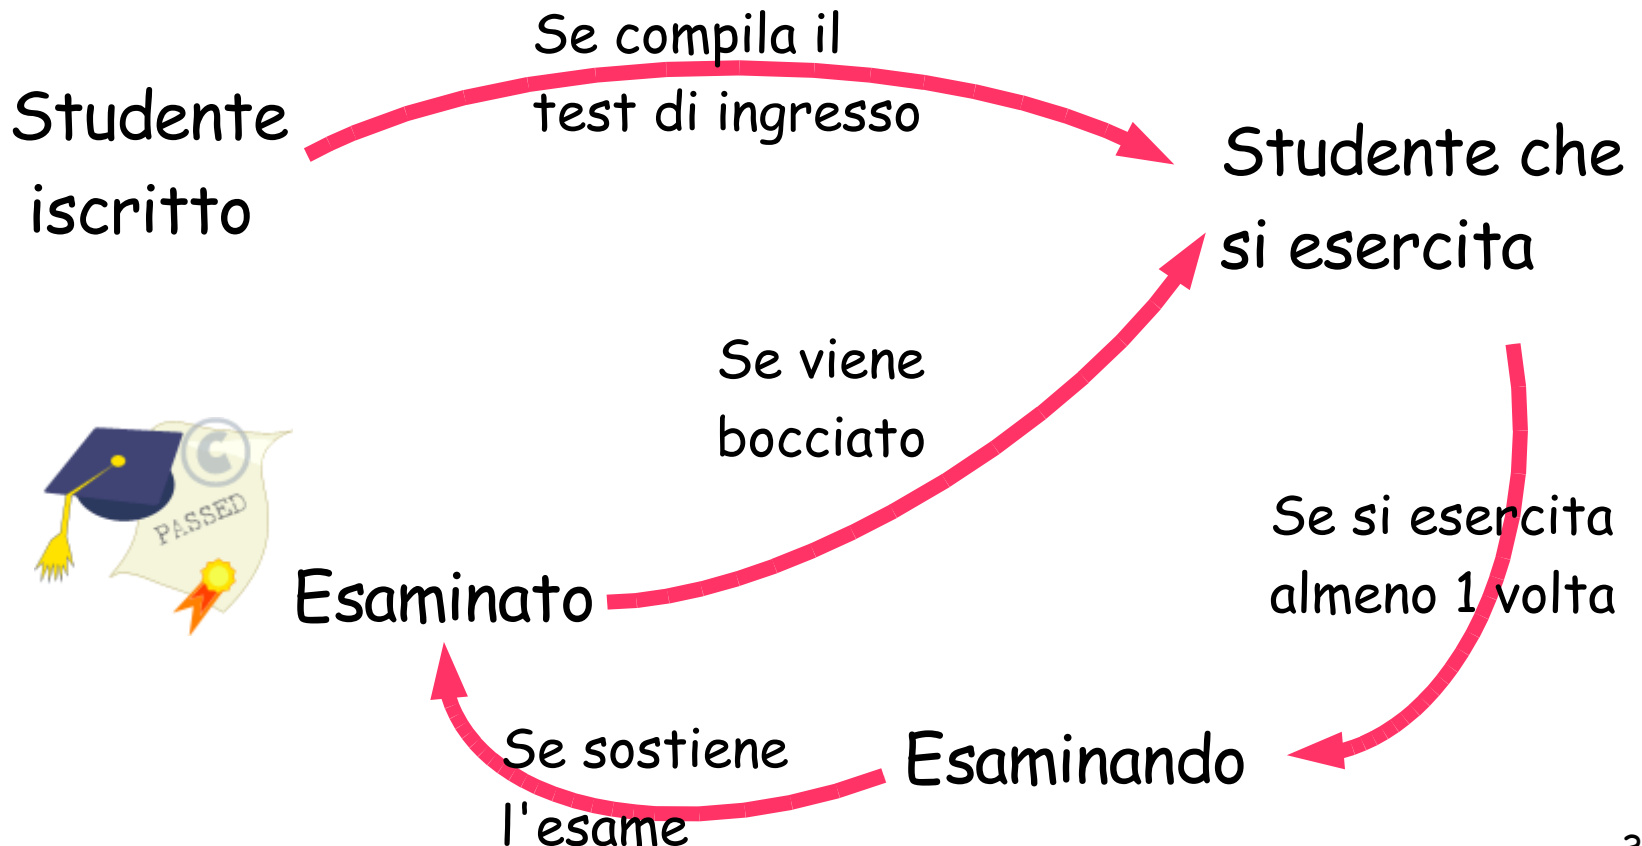 Se compila il
test di ingresso
Studente
iscritto
Studente che
si esercita
Se viene
bocciato
©
PASSED
Se si esercita
almeno 1 volta
Esaminato
Se sostiene
l'esame
Esaminando